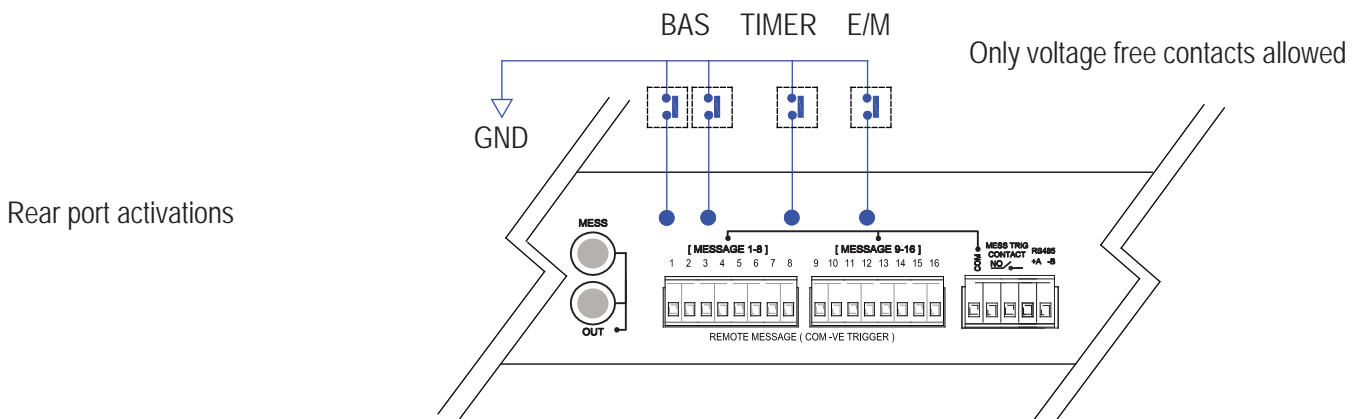 BAS TIMER E/M
Only voltage free contacts allowed
GND
Rear port activations
MESS
OUT
[ MESSAGE 1-8 ]
1 2 3 4 5 6 7 8
[ MESSAGE 9-16 ]
9 10 11 12 13 14 15 16
COM
MESS TRIG
CONTACT
NO
RS485
+A -B
REMOTE MESSAGE ( COM -VE TRIGGER )